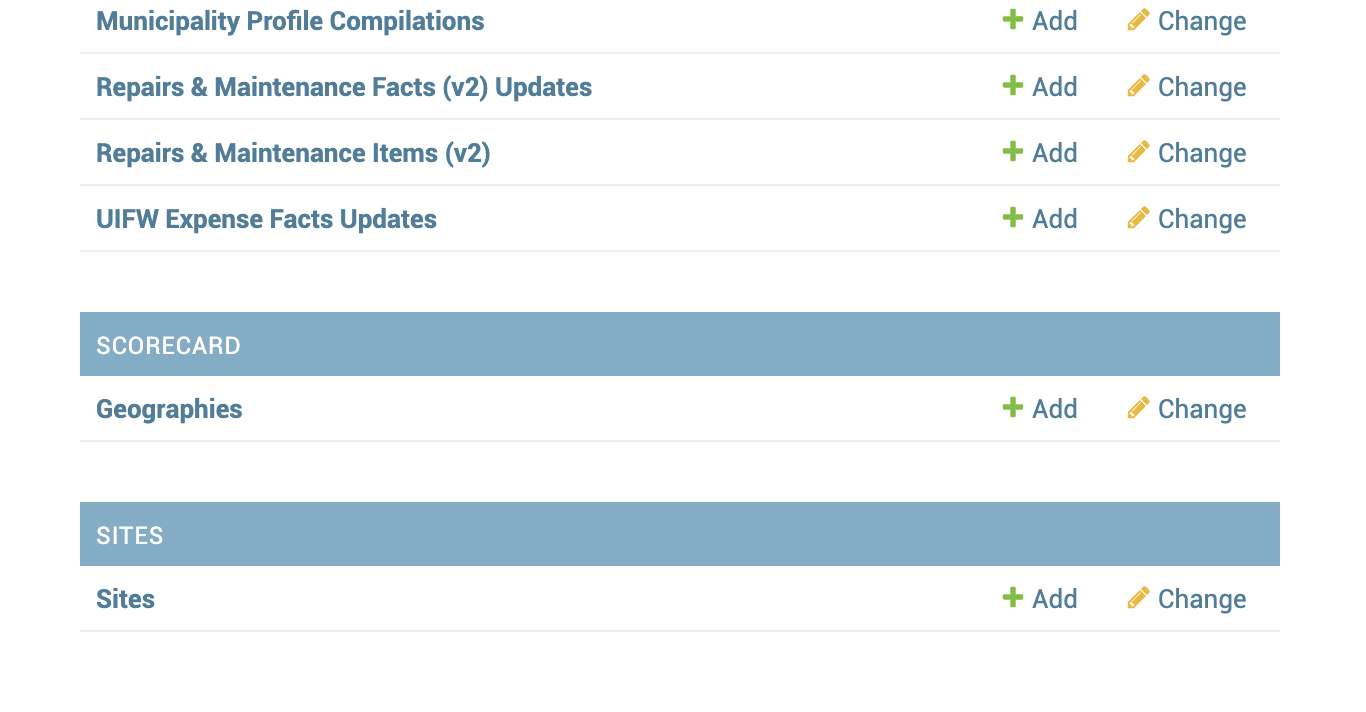 Municipality Profile Compilations Add Change
Repairs & Maintenance Facts (v2) Updates Add Change
Repairs & Maintenance Items (v2) Add Change
UIFW Expense Facts Updates Add Change
SCORECARD
Geographies Add Change
SITES
Sites Add Change